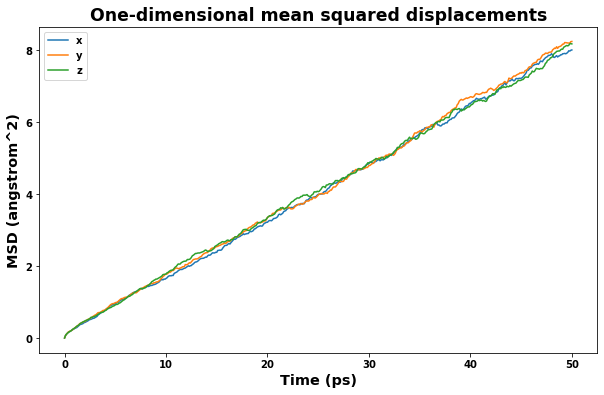 One-dimensional mean squared displacements
x
y
z
8
6
4
2
0
MSD (angstrom^2)
0 10 20 30 40 50
Time (ps)